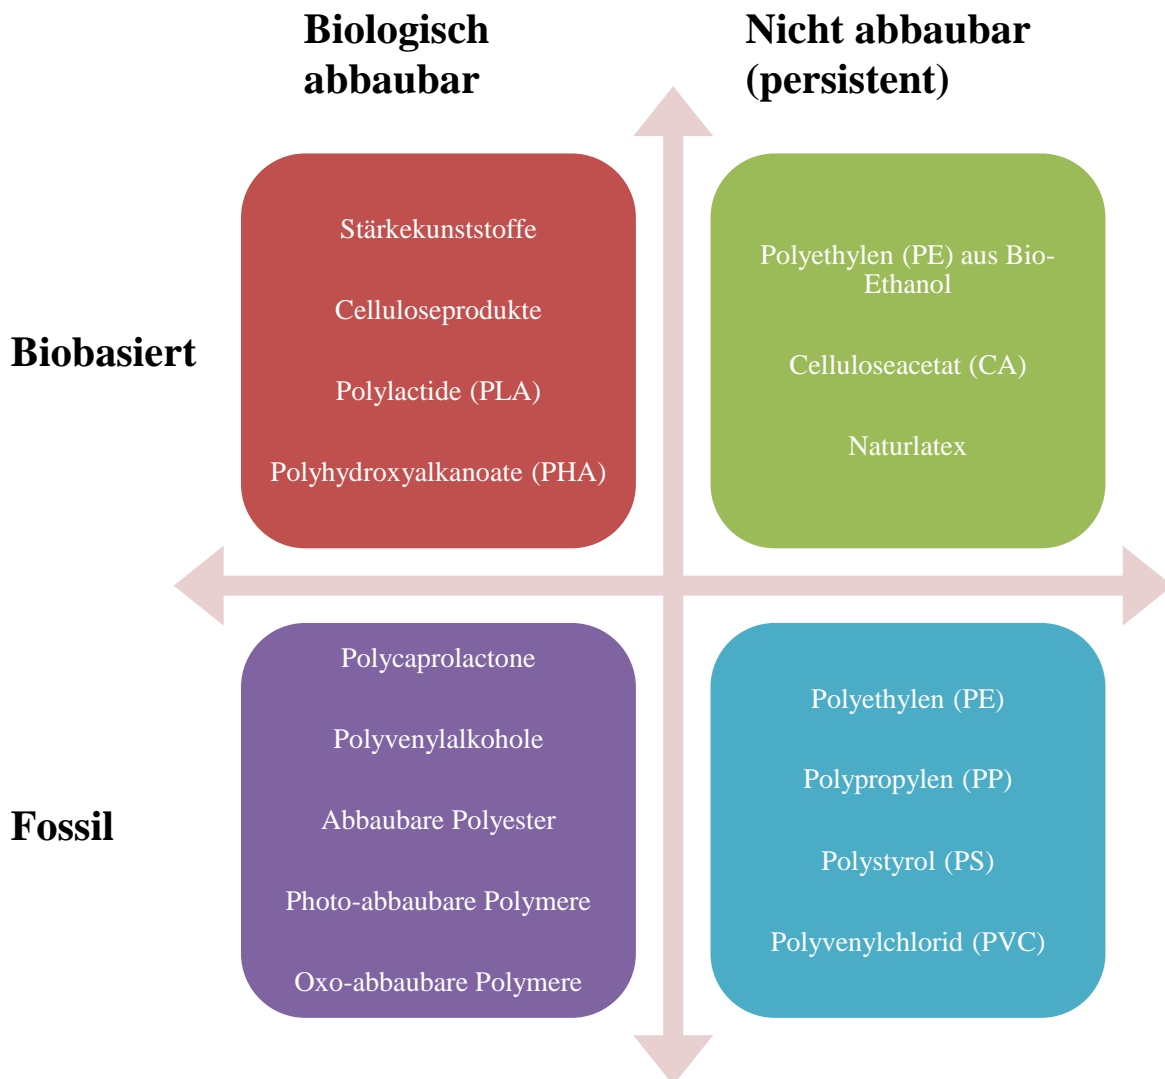 Biologisch
abbaubar
Nicht abbaubar
(persistent)
Biobasiert
Stärkekunststoffe
Celluloseprodukte
Polylactide (PLA)
Polyhydroxyalkanoate (PHA)
Polyethylen (PE) aus Bio-
Ethanol
Celluloseacetat (CA)
Naturlatex
Fossil
Polycaprolactone
Polyvenylalkohole
Abbaubare Polyester
Photo-abbaubare Polymere
Oxo-abbaubare Polymere
Polyethylen (PE)
Polypropylen (PP)
Polystyrol (PS)
Polyvenylchlorid (PVC)